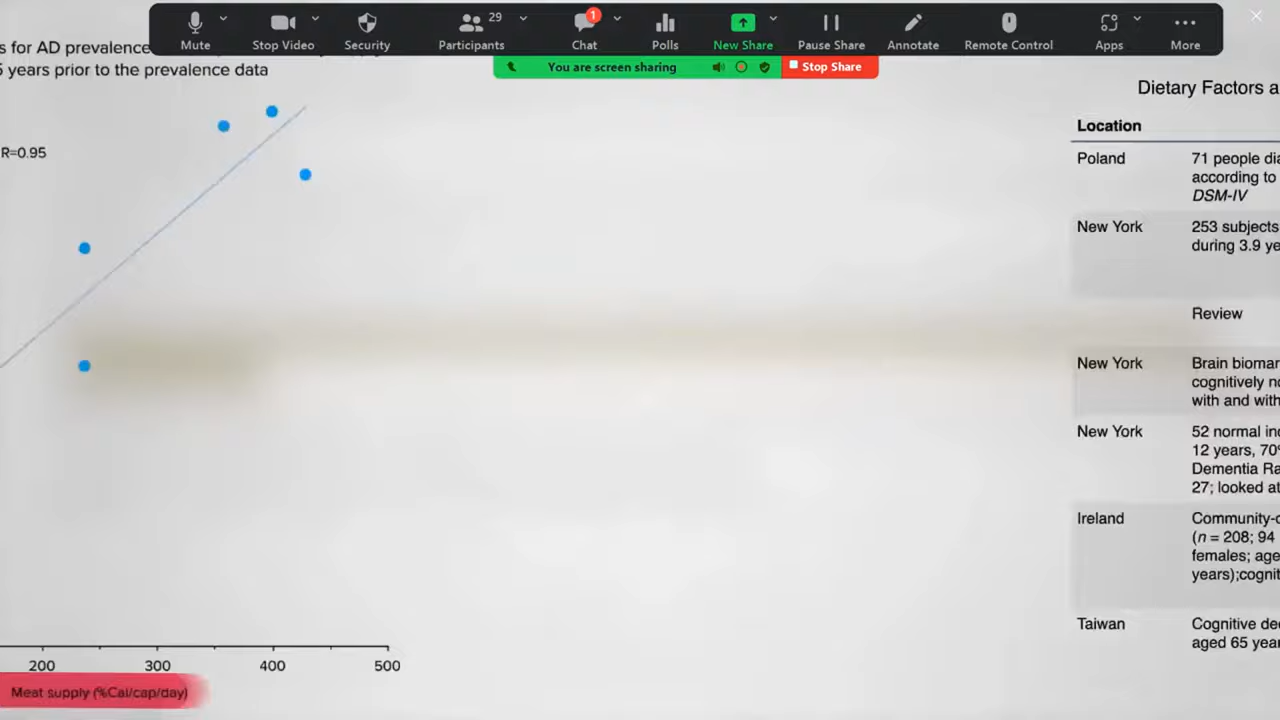 29
1
Mute
Stop Video
Security
Participants
Chat
Polls
New Share
Pause Share
Annotate
Remote Control
Apps
More
You are screen sharing
Stop Share
s for AD prevalence
years prior to the prevalence data
R=0.95
200 300 400 500
Meat supply (%Cal/cap/day)
Dietary Factors a
Location
Poland
71 people dia
according to
DSM-IV
New York
253 subjects
during 3.9 ye
Review
New York
Brain biomar
cognitively no
with and with
New York
52 normal inc
12 years, 70%
Dementia Ra
27; looked at
Ireland
Community-c
(n = 208; 94
females; age
years);cognit
Taiwan
Cognitive dec
aged 65 year